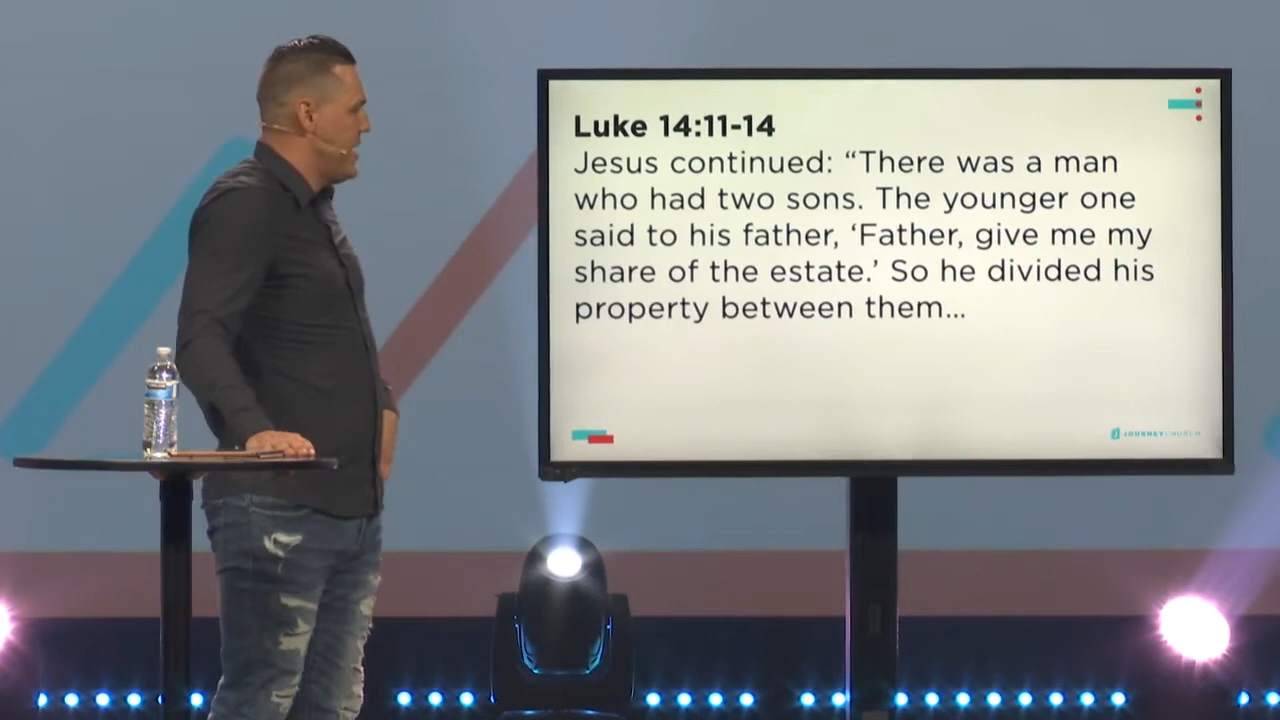 Luke 14:11-14
Jesus continued: “There was a man
who had two sons. The younger one
said to his father, ‘Father, give me my
share of the estate.’ So he divided his
property between them...
JOURNEYCHURCH